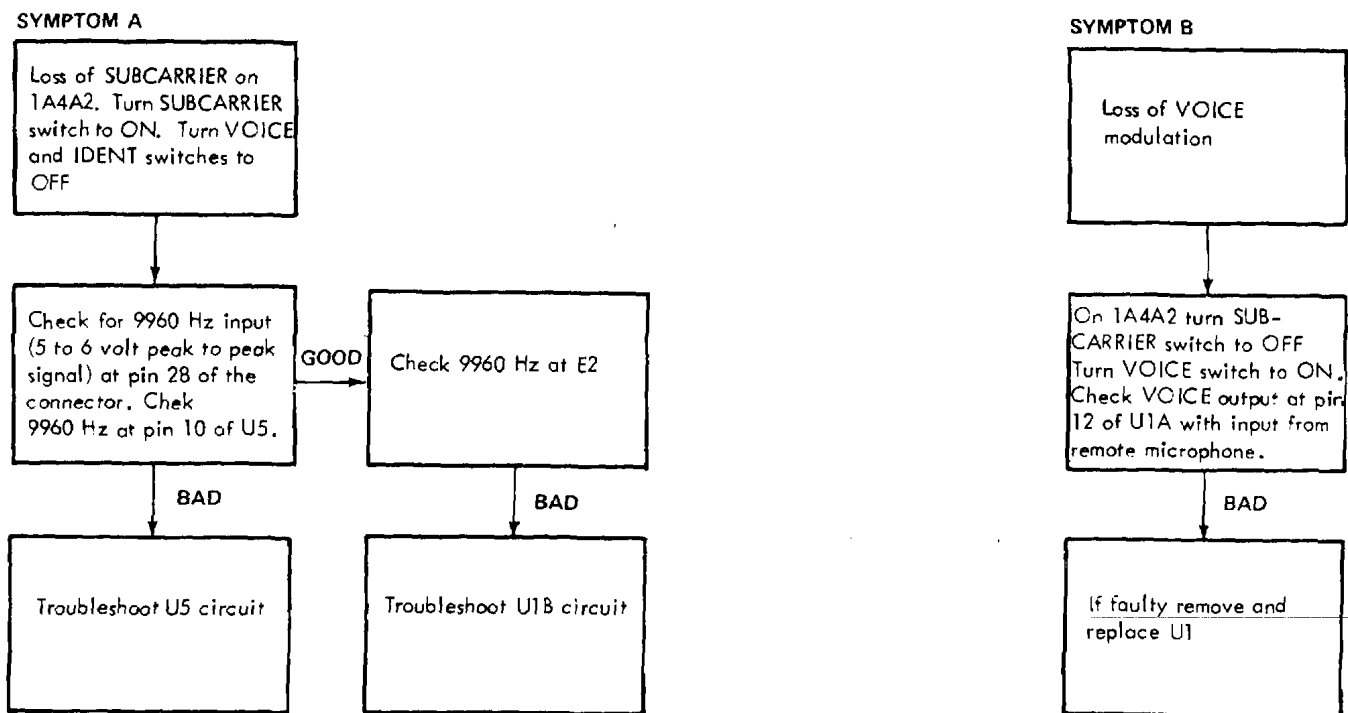 SYMPTOM A
Loss of SUBCARRIER on
1A4A2. Turn SUBCARRIER
switch to ON. Turn VOICE
and IDENT switches to
OFF
Check for 9960 Hz input
(5 to 6 volt peak to peak
signal) at pin 28 of the
connector. Chek
9960 Hz at pin 10 of U5.
GOOD
Check 9960 Hz at E2
BAD
BAD
Troubleshoot U5 circuit
Troubleshoot U1B circuit
SYMPTOM B
Loss of VOICE
modulation
On 1A4A2 turn SUB-
CARRIER switch to OFF
Turn VOICE switch to ON.
Check VOICE output at pin
12 of U1A with input from
remote microphone.
BAD
If faulty remove and
replace U1